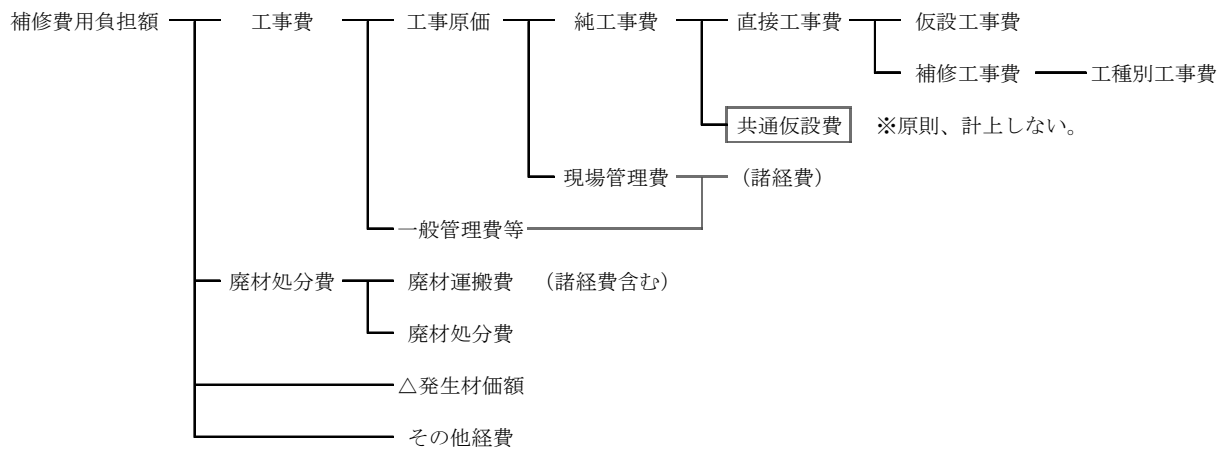 補修費用負担額 工事費 工事原価 純工事費 直接工事費 仮設工事費
補修工事費 工種別工事費
共通仮設費 ※原則、計上しない。
現場管理費 (諸経費)
一般管理費等
廃材処分費 廃材運搬費 (諸経費含む)
廃材処分費
△発生材価額
その他経費